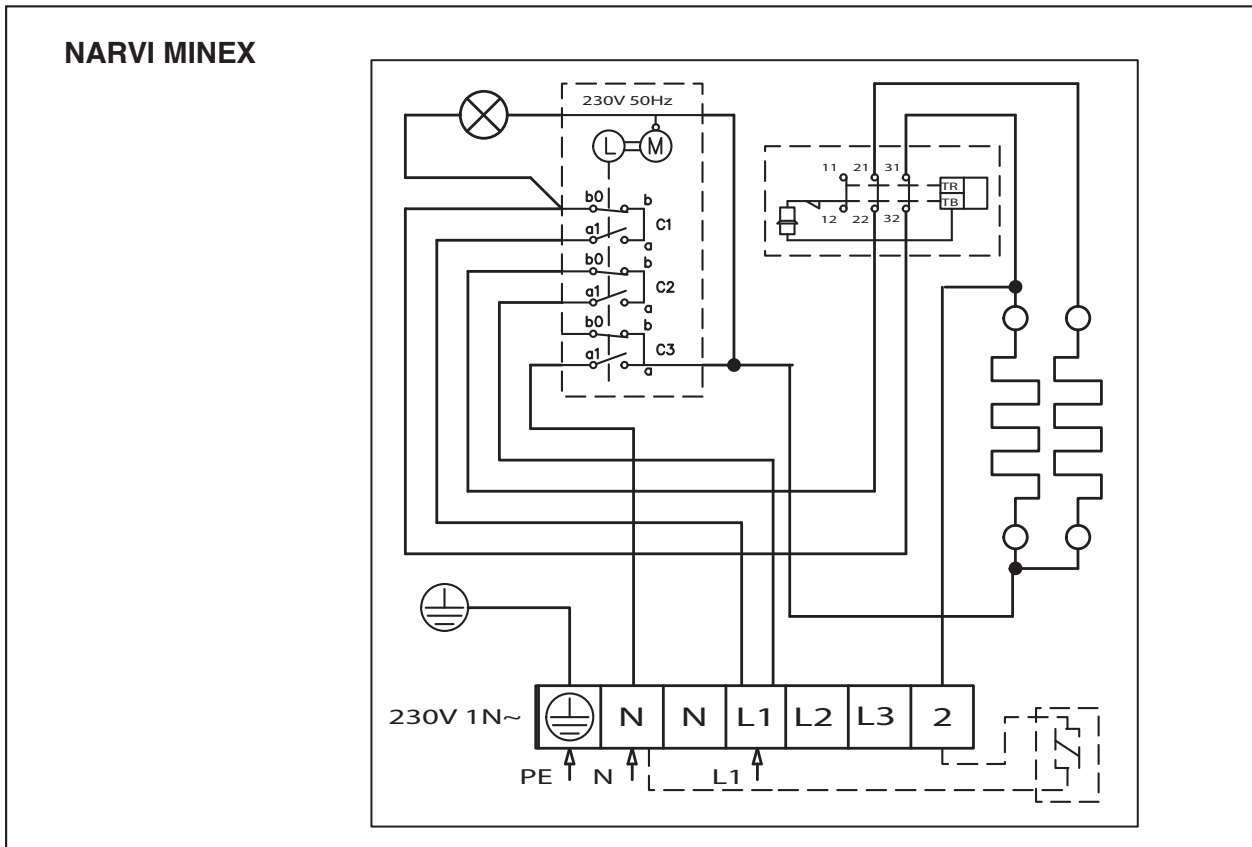 NARVI MINEX
230V 50Hz
L M
11 21 31
TR
TB
12 22 32
b0 b
C1
a1 a
b0 b
C2
a1 a
b0 b
C3
a1 a
230V 1N~ N N L1 L2 L3 2
PE N L1